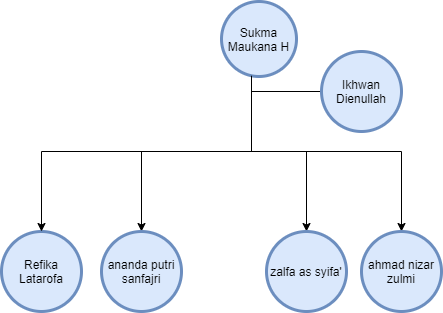 Sukma
Maukana H
Ikhwan
Dienullah
Refika
Latarofa
ananda putri
sanfajri
zalfa as syifa'
ahmad nizar
zulmi